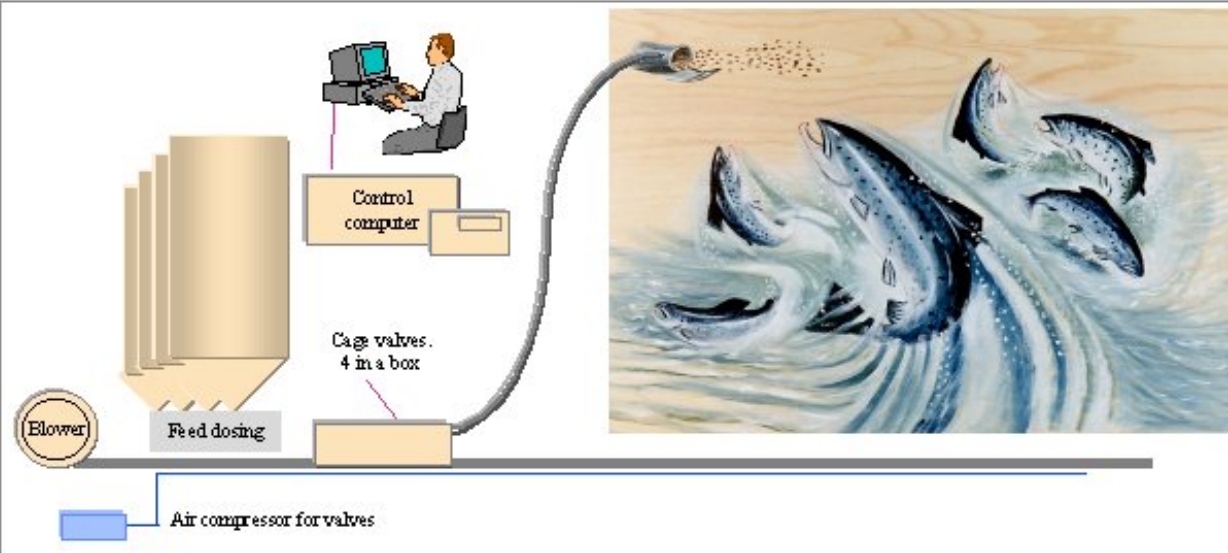 Control
computer
Cage valves.
4 in a box
Blower
Feed dosing
Air compressor for valves